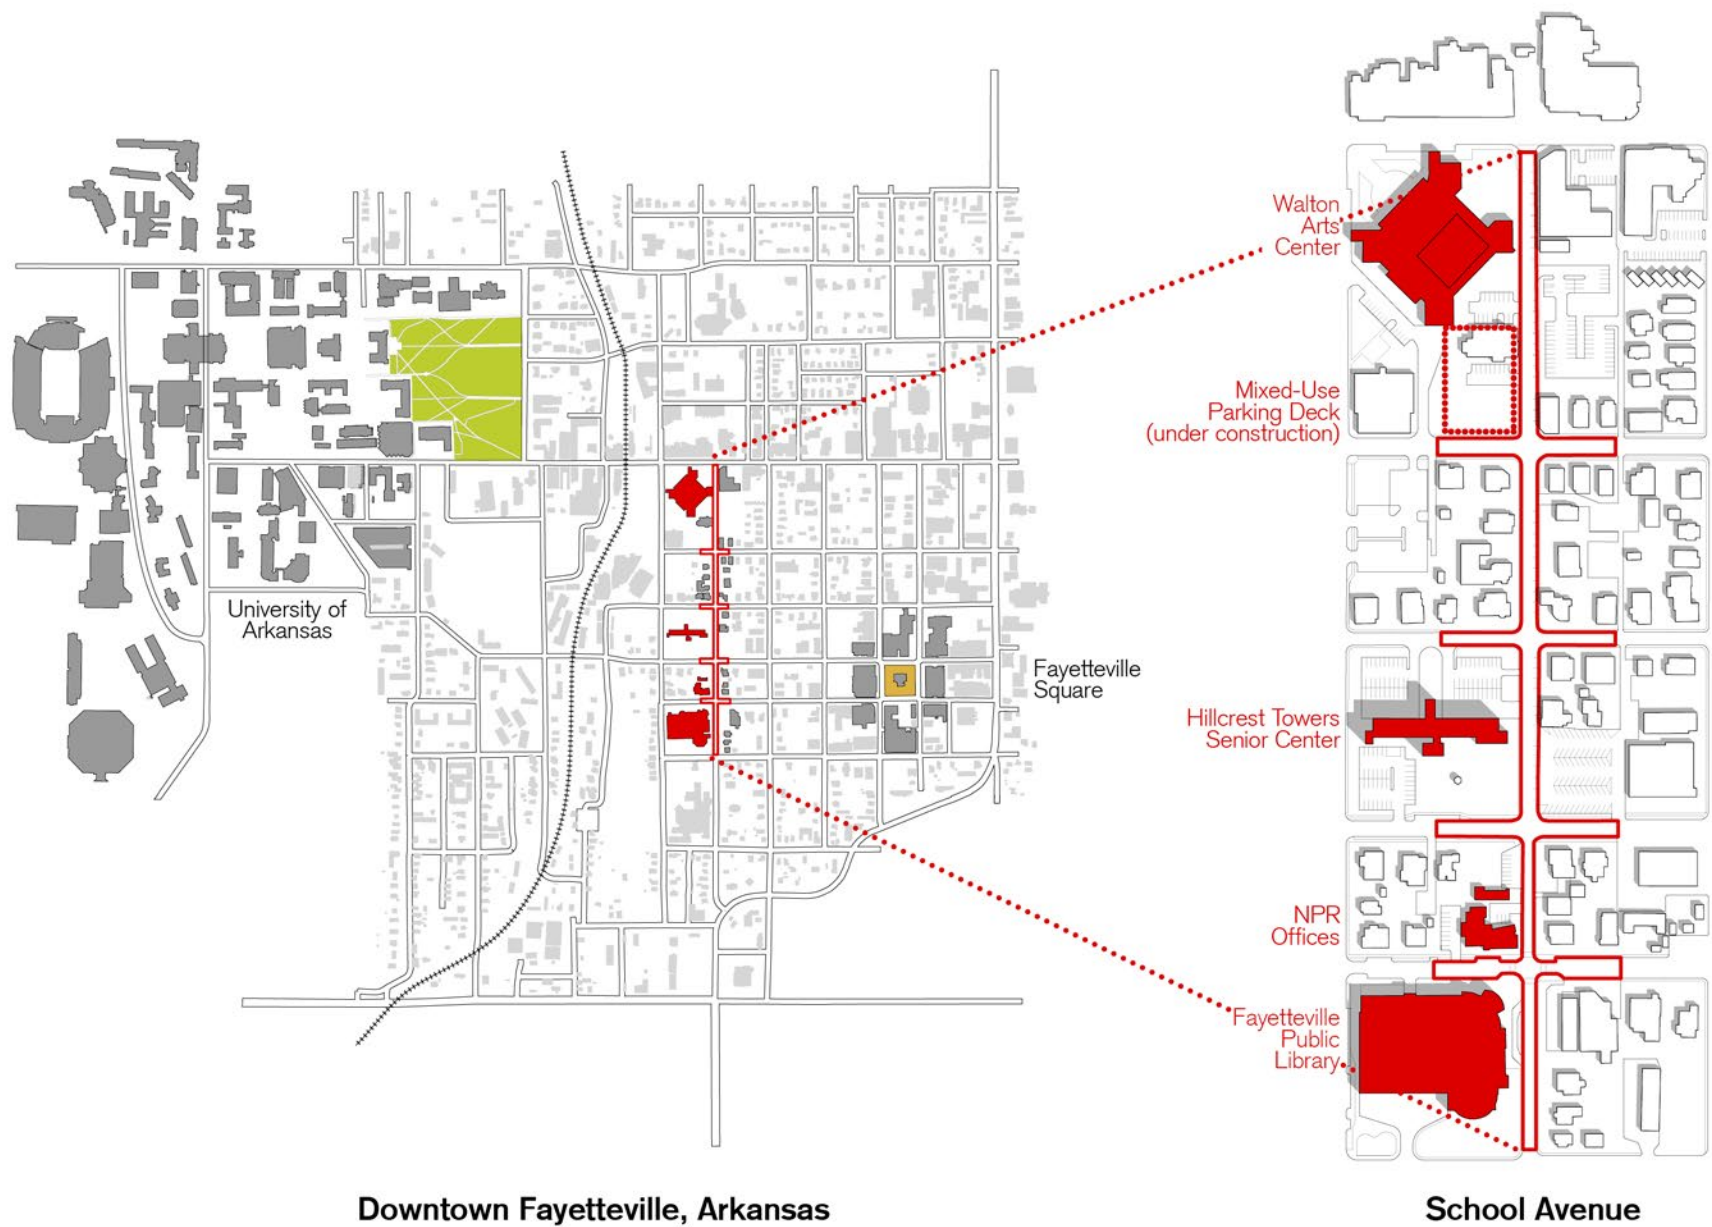 Walton
Arts
Center
Mixed-Use
Parking Deck
(under construction)
University of
Arkansas
Fayetteville
Square
Hillcrest Towers
Senior Center
NPR
Offices
Fayetteville
Public
Library
Downtown Fayetteville, Arkansas
School Avenue